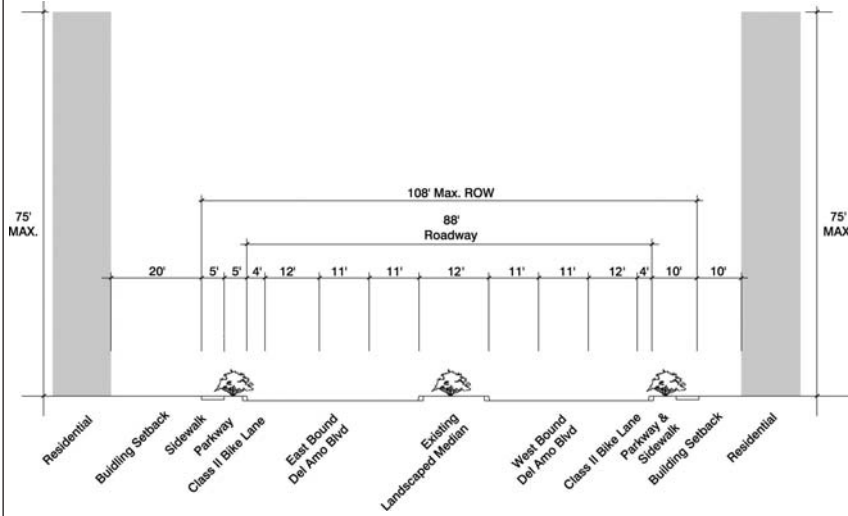 108' Max. ROW
75'
MAX.
88'
Roadway
75'
MAX
20'
5'
5'
4'
12'
11'
11'
12'
11'
11'
12'
4'
10'
10'
Residential
Buidling Setback
Sidewalk
Parkway
Class II Bike Lane
East Bound
Del Amo Blvd
Existing
Landscaped Median
West Bound
Del Amo Blvd
Class II Bike Lane
Parkway &
Sidewalk
Building Setback
Residential